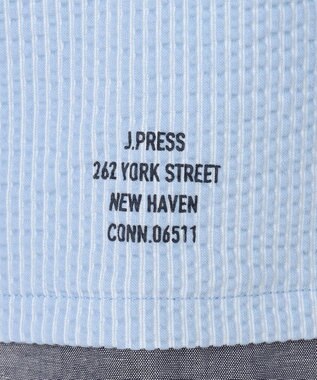 J.PRESS
262 YORK STREET
NEW HAVEN
CONN.06511